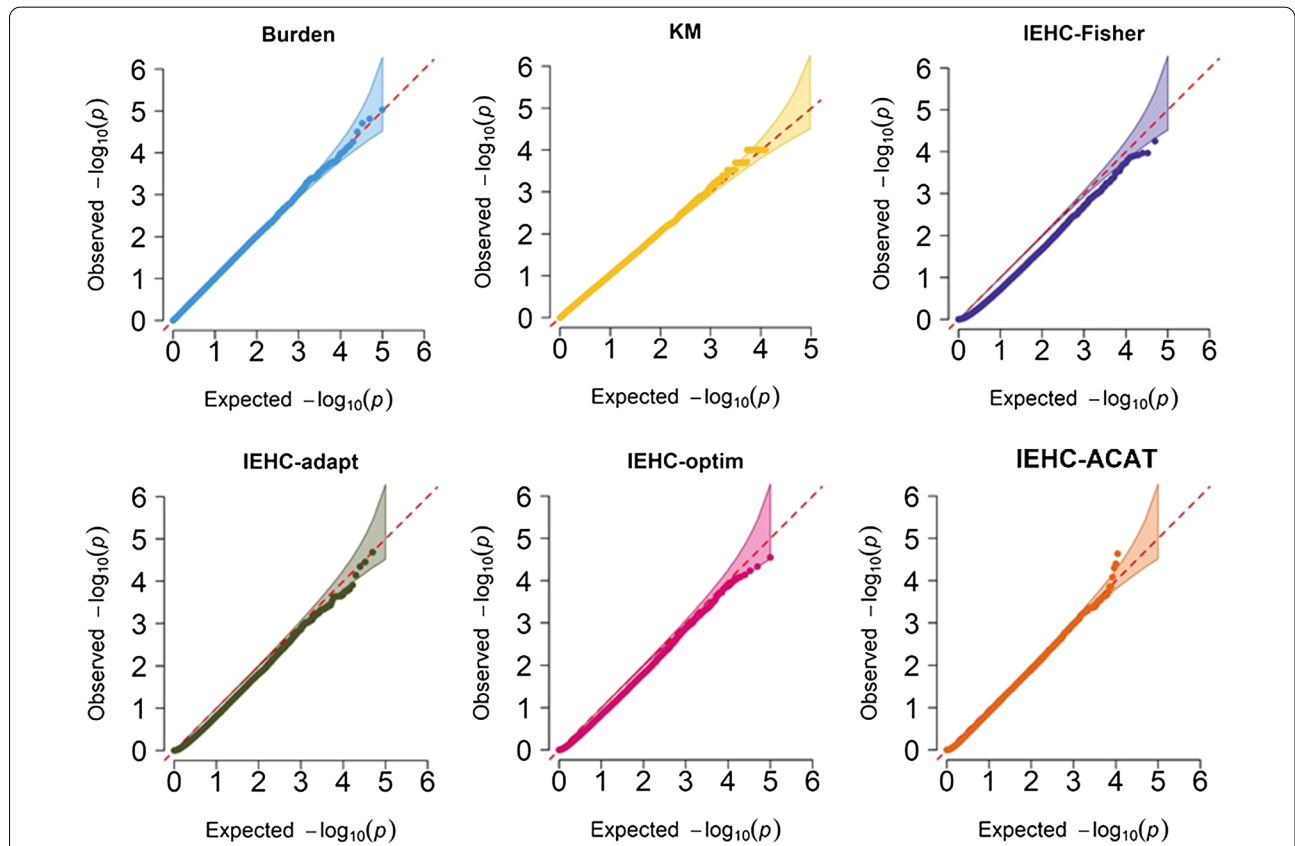 Burden
KM
IEHC-Fisher
6
5
4
3
2
1
0
Observed −log10(p)
0 1 2 3 4 5 6
Expected −log10(p)
6
5
4
3
2
1
0
Observed −log10(p)
0 1 2 3 4 5
Expected −log10(p)
6
5
4
3
2
1
0
Observed −log10(p)
0 1 2 3 4 5 6
Expected −log10(p)
IEHC-adapt
IEHC-optim
IEHC-ACAT
6
5
4
3
2
1
0
Observed −log10(p)
0 1 2 3 4 5 6
Expected −log10(p)
6
5
4
3
2
1
0
Observed −log10(p)
0 1 2 3 4 5 6
Expected −log10(p)
6
5
4
3
2
1
0
Observed −log10(p)
0 1 2 3 4 5 6
Expected −log10(p)